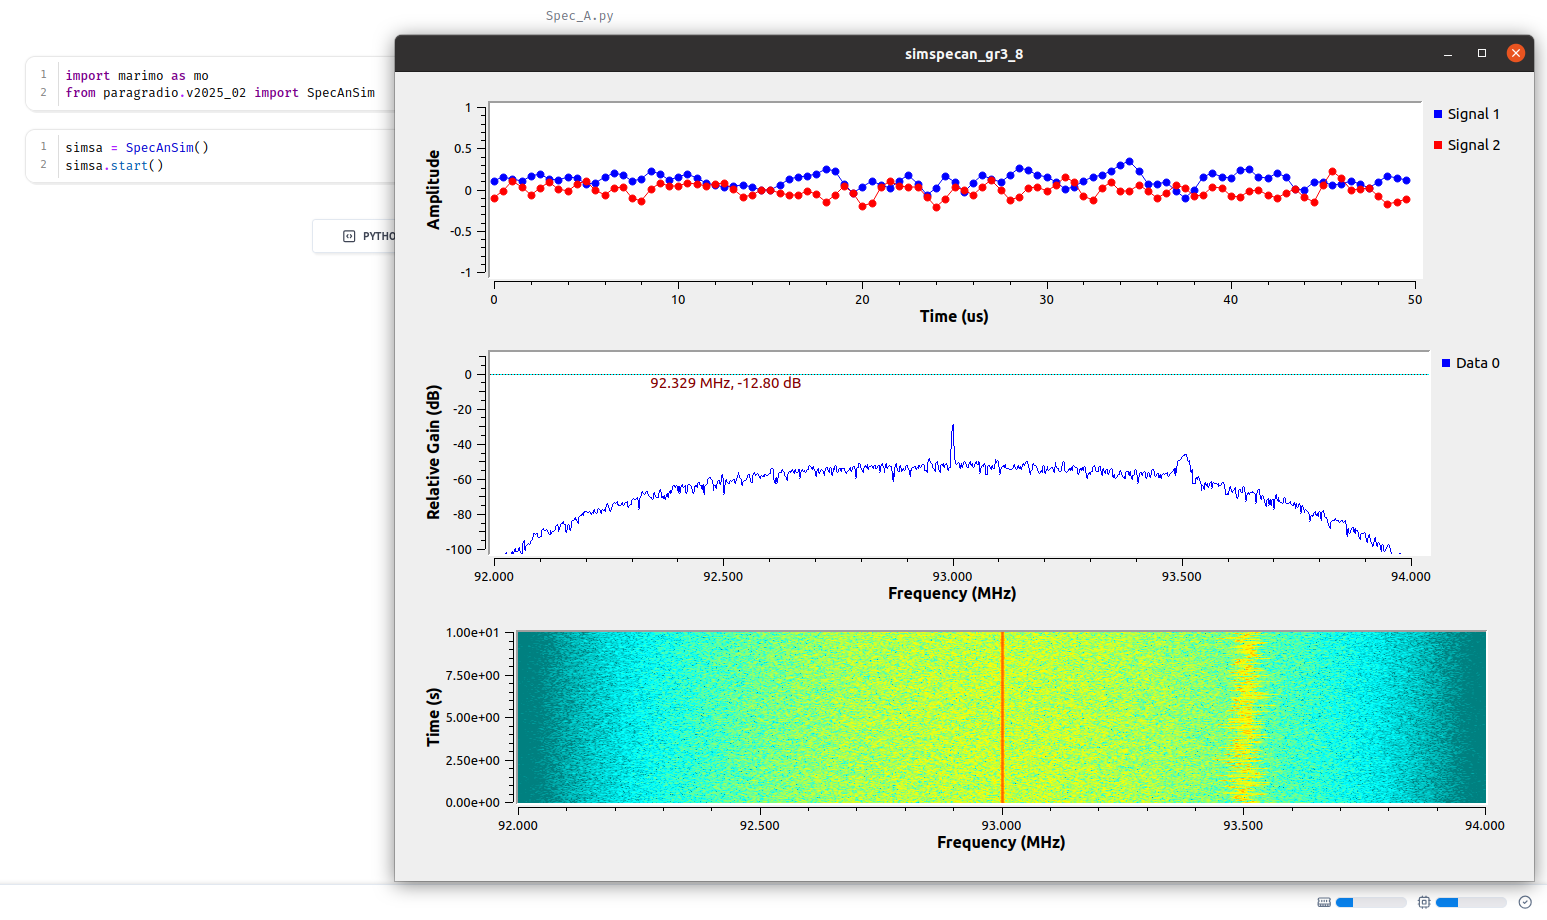 Spec_A.py
1 import marimo as mo
2 from paragradio.v2025_02 import SpecAnSim
1 simsa = SpecAnSim()
2 simsa.start()
PYTHO
simspecan_gr3_8
Amplitude
1
0.5
0
-0.5
-1
0 10 20 30 40 50
Time (us)
Signal 1
Signal 2
Relative Gain (dB)
0
-20
-40
-60
-80
-100
92.329 MHz, -12.80 dB
92.000 92.500 93.000 93.500 94.000
Frequency (MHz)
Data 0
Time (s)
1.00e+01
7.50e+00
5.00e+00
2.50e+00
0.00e+00
92.000 92.500 93.000 93.500 94.000
Frequency (MHz)